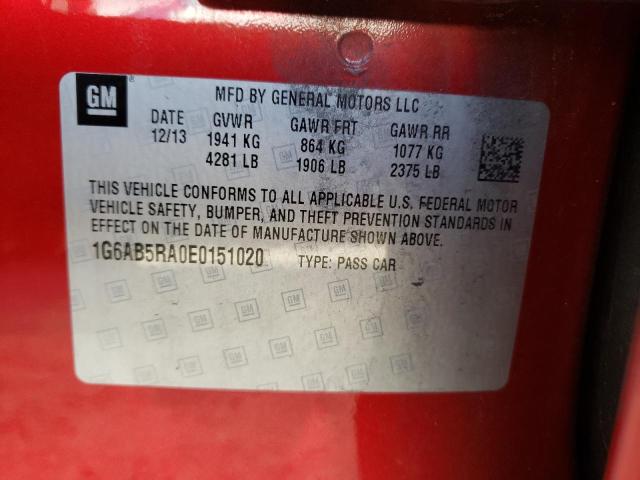 GM
MFD BY GENERAL MOTORS LLC
DATE GVWR GAWR FRT GAWR RR
12/13 1941 KG 864 KG 1077 KG
4281 LB 1906 LB 2375 LB
THIS VEHICLE CONFORMS TO ALL APPLICABLE U.S. FEDERAL MOTOR
VEHICLE SAFETY, BUMPER, AND THEFT PREVENTION STANDARDS IN
EFFECT ON THE DATE OF MANUFACTURE SHOWN ABOVE.
1G6AB5RA0E0151020 TYPE: PASS CAR